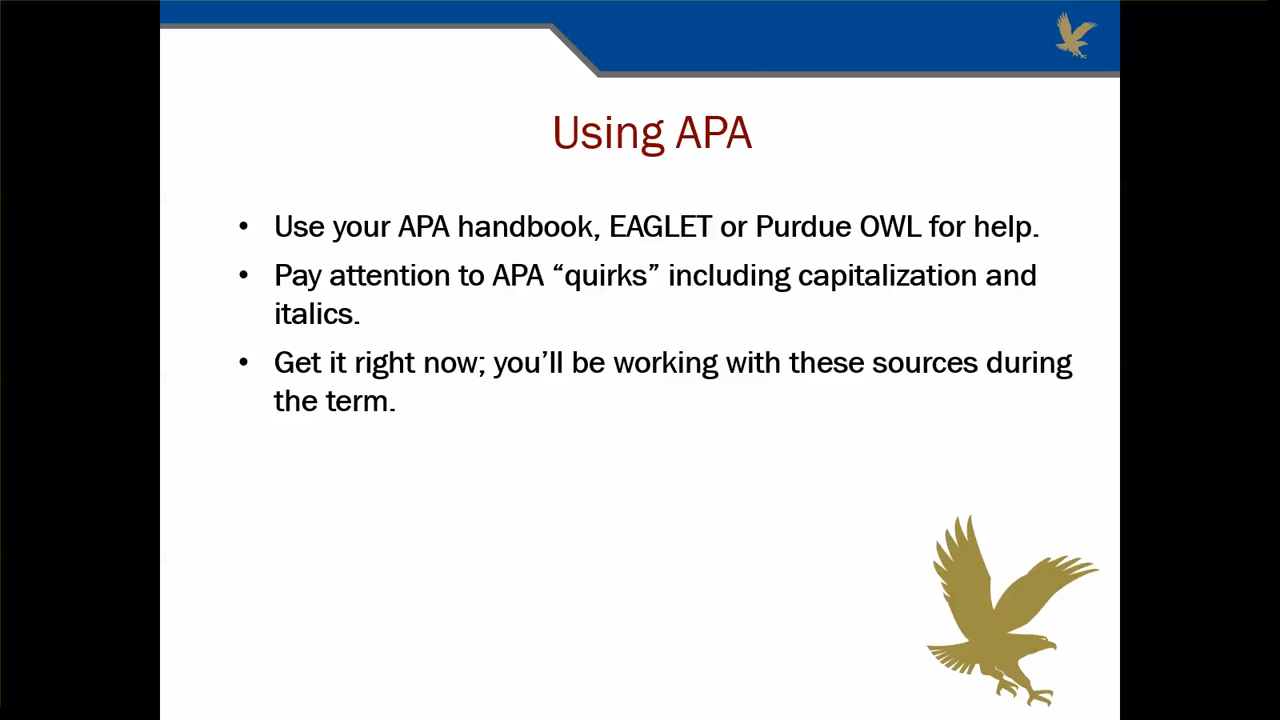 Using APA
• Use your APA handbook, EAGLET or Purdue OWL for help.
• Pay attention to APA “quirks” including capitalization and
italics.
• Get it right now; you’ll be working with these sources during
the term.